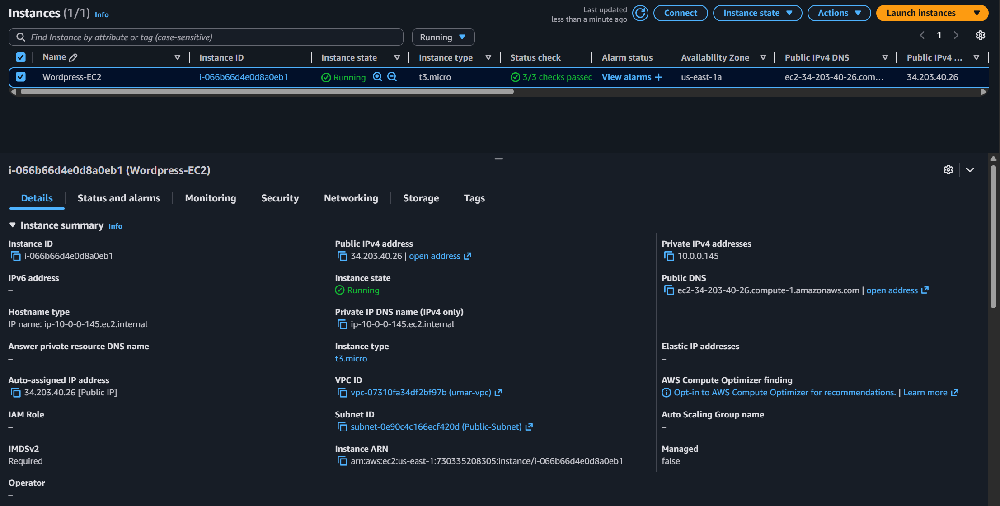 Instances (1/1) Info
Last updated
less than a minute ago
Connect
Instance state
Actions
Launch instances
Find Instance by attribute or tag (case-sensitive)
Running
1
Name Instance ID Instance state Instance type Status check Alarm status Availability Zone Public IPv4 DNS Public IPv4 ...
Wordpress-EC2 i-066b66d4e0d8a0eb1 Running t3.micro 3/3 checks passed View alarms + us-east-1a ec2-34-203-40-26.com... 34.203.40.26
i-066b66d4e0d8a0eb1 (Wordpress-EC2)
Details Status and alarms Monitoring Security Networking Storage Tags
Instance summary Info
Instance ID
i-066b66d4e0d8a0eb1
Public IPv4 address
34.203.40.26 | open address
Private IPv4 addresses
10.0.0.145
IPv6 address
–
Instance state
Running
Public DNS
ec2-34-203-40-26.compute-1.amazonaws.com | open address
Hostname type
IP name: ip-10-0-0-145.ec2.internal
Private IP DNS name (IPv4 only)
ip-10-0-0-145.ec2.internal
Answer private resource DNS name
–
Instance type
t3.micro
Elastic IP addresses
–
Auto-assigned IP address
34.203.40.26 [Public IP]
VPC ID
vpc-07310fa34df2bf97b (umar-vpc)
AWS Compute Optimizer finding
Opt-in to AWS Compute Optimizer for recommendations. | Learn more
IAM Role
–
Subnet ID
subnet-0e90c4c166ecf420d (Public-Subnet)
Auto Scaling Group name
–
IMDSv2
Required
Instance ARN
arn:aws:ec2:us-east-1:730335208305:instance/i-066b66d4e0d8a0eb1
Managed
false
Operator
–